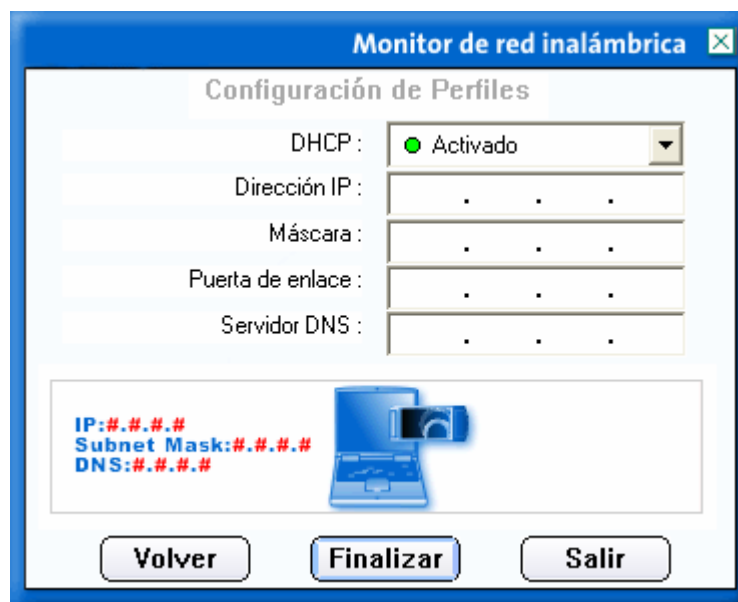 Monitor de red inalámbrica
Configuración de Perfiles
DHCP : Activado
Dirección IP : . . .
Máscara : . . .
Puerta de enlace : . . .
Servidor DNS : . . .
IP:#.#.#.#
Subnet Mask:#.#.#.#
DNS:#.#.#.#
Volver Finalizar Salir